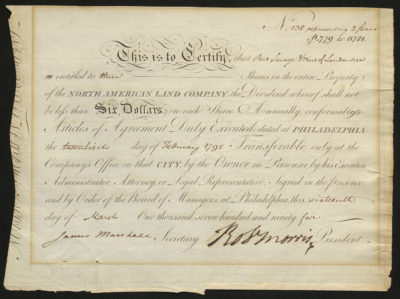 No. 138 representing 3 shares
11779 to 11781.
This is to Certify, that
is entitled to three Shares in the entire Property
of the NORTH AMERICAN LAND COMPANY, the Dividend whereof shall not
be less than Six Dollars, on each Share Annually, conformably to
Articles of Agreement Duly Executed, dated at PHILADELPHIA
the twentieth day of February 1795 Transferable only at the
Company's Office in that CITY, by the Owner in Person or by his Executor,
Administrator, Attorney, or Legal Representative. Signed in the presence
and by Order of the Board of Managers, at Philadelphia, this sixteenth
day of March One thousand seven hundred and ninety five
James Marshall Secretary. Robt Morris President